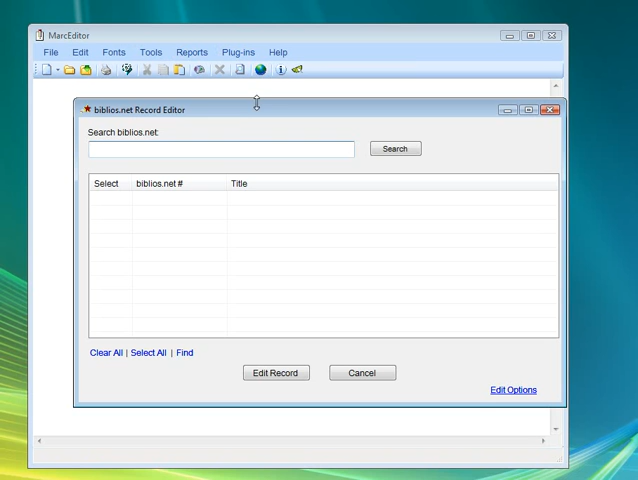 MarcEditor
File Edit Fonts Tools Reports Plug-ins Help
biblios.net Record Editor
Search biblios.net:
Search
Select biblios.net # Title
Clear All | Select All | Find
Edit Record Cancel
Edit Options